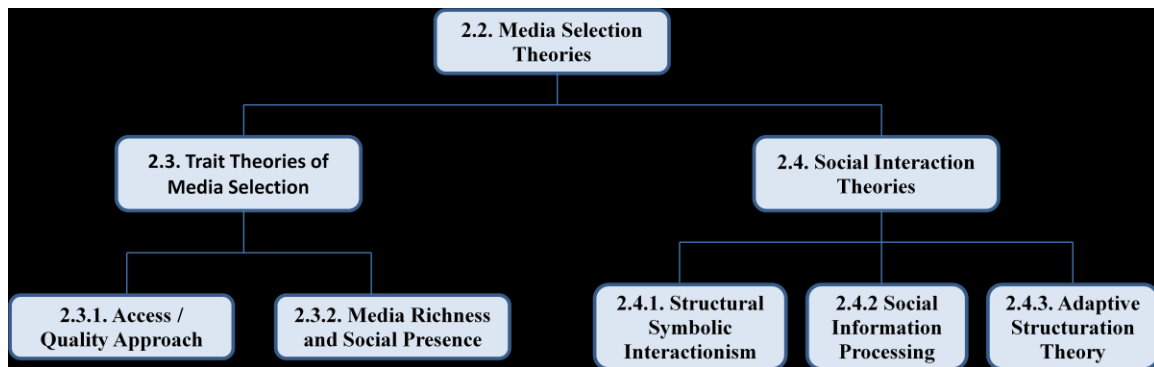 2.2. Media Selection
Theories
2.3. Trait Theories of
Media Selection
2.4. Social Interaction
Theories
2.3.1. Access /
Quality Approach
2.3.2. Media Richness
and Social Presence
2.4.1. Structural
Symbolic
Interactionism
2.4.2 Social
Information
Processing
2.4.3. Adaptive
Structuration
Theory